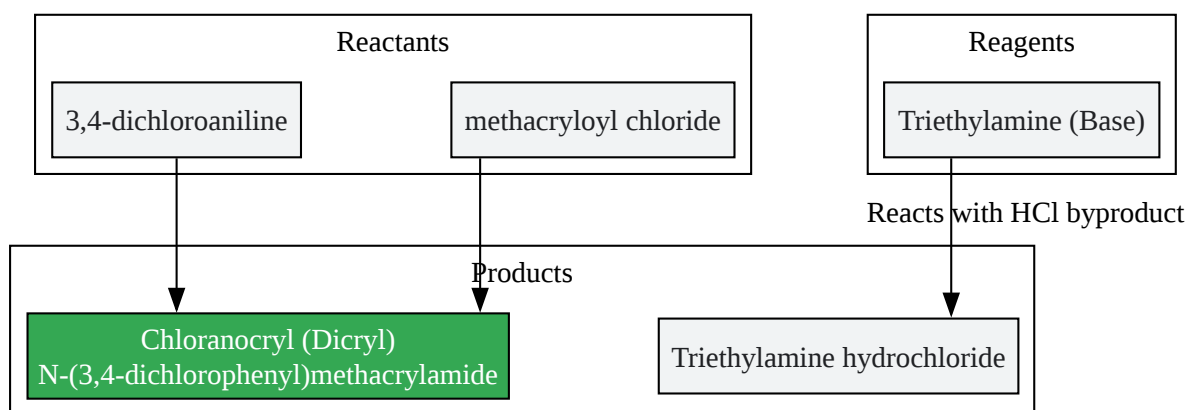 Reactants
Reagents
3,4-dichloroaniline
methacryloyl chloride
Triethylamine (Base)
Reacts with HCl byproduct
Products
Chloranocryl (Dicryl)
N-(3,4-dichlorophenyl)methacrylamide
Triethylamine hydrochloride